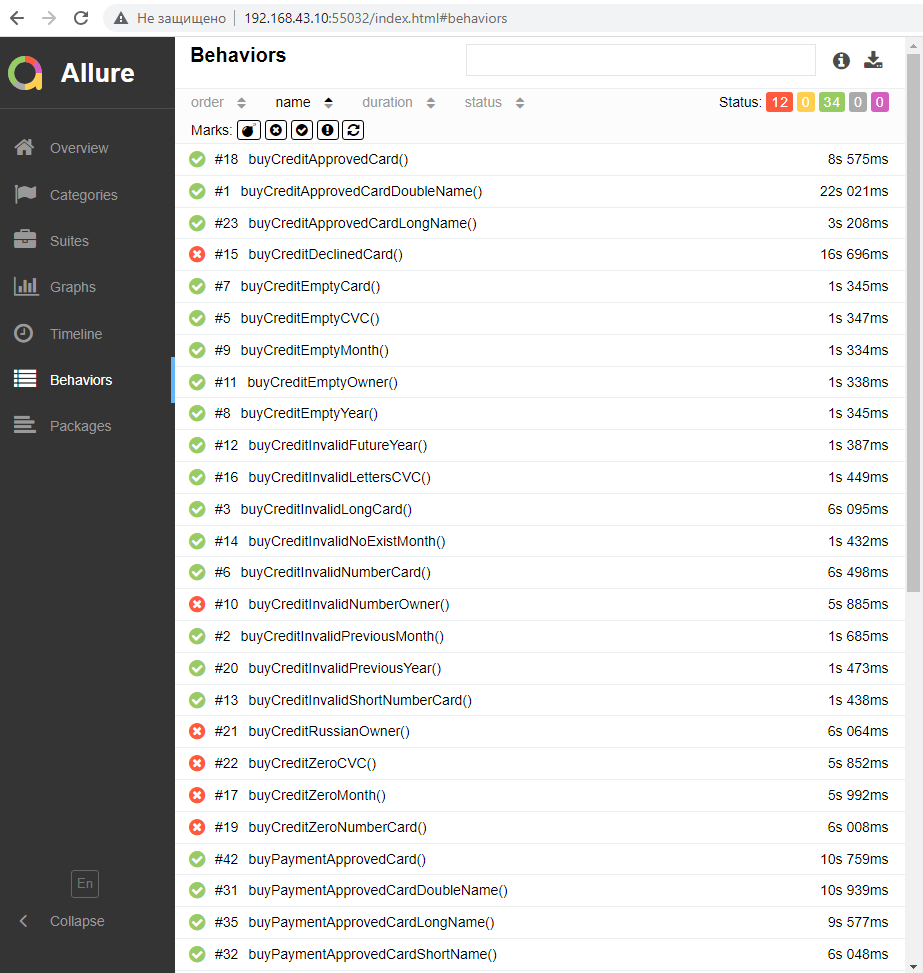 Не защищено 192.168.43.10:55032/index.html#behaviors
Allure
Overview
Categories
Suites
Graphs
Timeline
Behaviors
Packages
En
Collapse
Behaviors
order name duration status Status: 12 0 34 0 0
Marks:
#18 buyCreditApprovedCard() 8s 575ms
#1 buyCreditApprovedCardDoubleName() 22s 021ms
#23 buyCreditApprovedCardLongName() 3s 208ms
#15 buyCreditDeclinedCard() 16s 696ms
#7 buyCreditEmptyCard() 1s 345ms
#5 buyCreditEmptyCVC() 1s 347ms
#9 buyCreditEmptyMonth() 1s 334ms
#11 buyCreditEmptyOwner() 1s 338ms
#8 buyCreditEmptyYear() 1s 345ms
#12 buyCreditInvalidFutureYear() 1s 387ms
#16 buyCreditInvalidLettersCVC() 1s 449ms
#3 buyCreditInvalidLongCard() 6s 095ms
#14 buyCreditInvalidNoExistMonth() 1s 432ms
#6 buyCreditInvalidNumberCard() 6s 498ms
#10 buyCreditInvalidNumberOwner() 5s 885ms
#2 buyCreditInvalidPreviousMonth() 1s 685ms
#20 buyCreditInvalidPreviousYear() 1s 473ms
#13 buyCreditInvalidShortNumberCard() 1s 438ms
#21 buyCreditRussianOwner() 6s 064ms
#22 buyCreditZeroCVC() 5s 852ms
#17 buyCreditZeroMonth() 5s 992ms
#19 buyCreditZeroNumberCard() 6s 008ms
#42 buyPaymentApprovedCard() 10s 759ms
#31 buyPaymentApprovedCardDoubleName() 10s 939ms
#35 buyPaymentApprovedCardLongName() 9s 577ms
#32 buyPaymentApprovedCardShortName() 6s 048ms